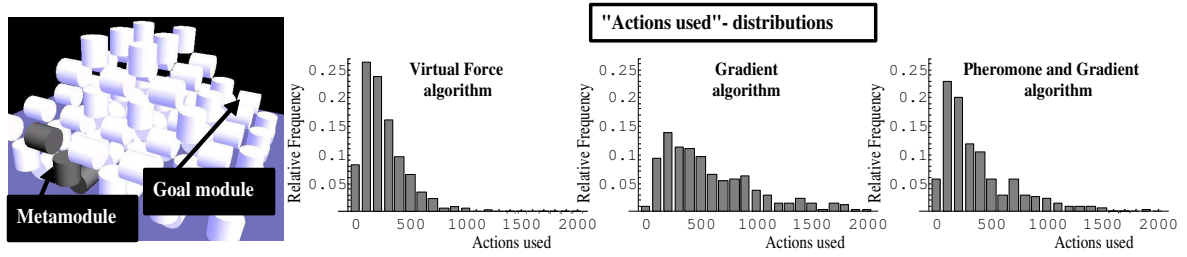 "Actions used"- distributions
Goal module
Metamodule
Virtual Force
algorithm
Relative Frequency
0.25
0.2
0.15
0.1
0.05
0 500 1000 1500 2000
Actions used
Gradient
algorithm
Relative Frequency
0.25
0.2
0.15
0.1
0.05
0 500 1000 1500 2000
Actions used
Pheromone and Gradient
algorithm
Relative Frequency
0.25
0.2
0.15
0.1
0.05
0 500 1000 1500 2000
Actions used